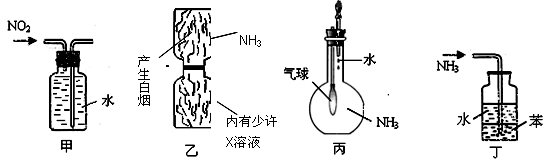 NO2
水
甲
产生白烟
NH3
内有少许
X溶液
乙
水
气球
NH3
丙
NH3
水
苯
丁